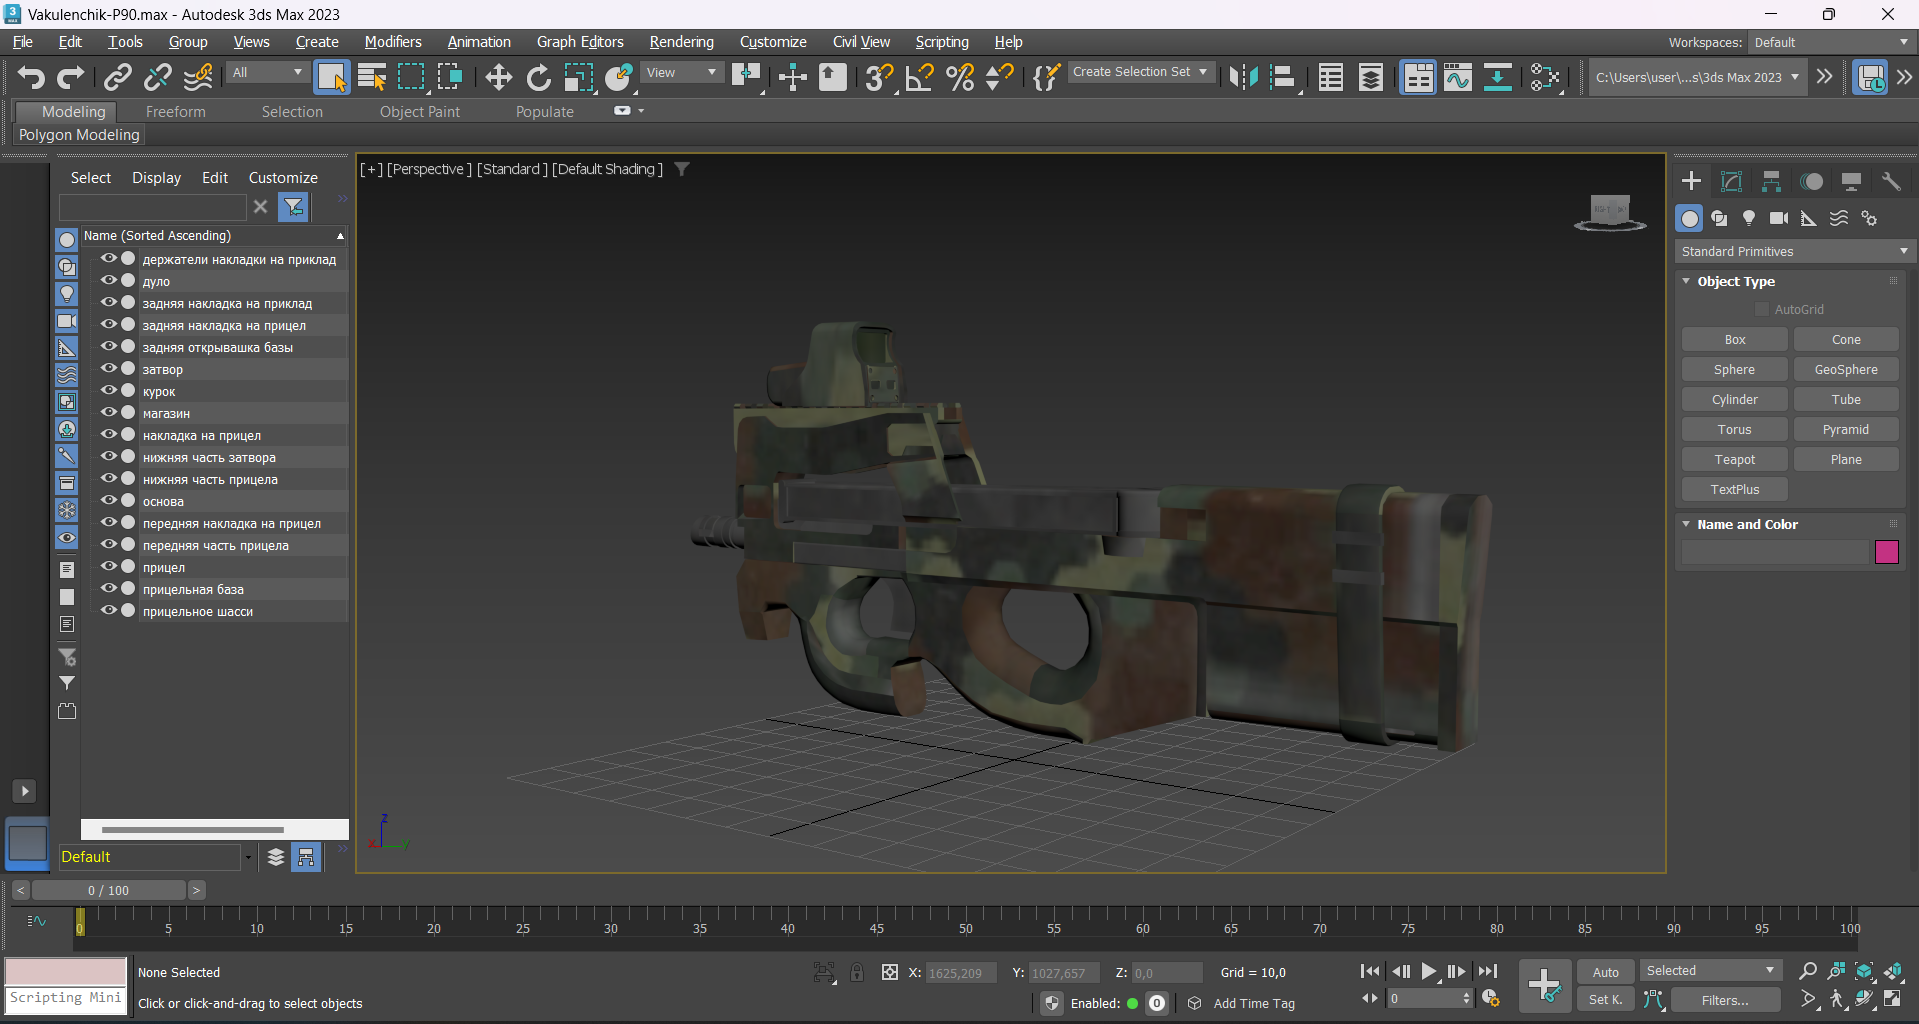 Vakulenchik-P90.max - Autodesk 3ds Max 2023
File Edit Tools Group Views Create Modifiers Animation Graph Editors Rendering Customize Civil View Scripting Help
Workspaces: Default
All View Create Selection Set C:\Users\user\...s\3ds Max 2023
Modeling Freeform Selection Object Paint Populate
Polygon Modeling
Select Display Edit Customize
Name (Sorted Ascending)
держатели накладки на приклад
дуло
задняя накладка на приклад
задняя накладка на прицел
задняя открывашка базы
затвор
курок
магазин
накладка на прицел
нижняя часть затвора
нижняя часть прицела
основа
передняя накладка на прицел
передняя часть прицела
прицел
прицельная база
прицельное шасси
Default
[+] [Perspective ] [Standard ] [Default Shading ]
z
x
y
Standard Primitives
Object Type
AutoGrid
Box Cone
Sphere GeoSphere
Cylinder Tube
Torus Pyramid
Teapot Plane
TextPlus
Name and Color
< 0 / 100 >
0 5 10 15 20 25 30 35 40 45 50 55 60 65 70 75 80 85 90 95 100
None Selected X: 1625,209 Y: 1027,657 Z: 0,0 Grid = 10,0
Auto Selected
Scripting Mini
Click or click-and-drag to select objects
Enabled: 0 Add Time Tag
0 Set K. Filters...